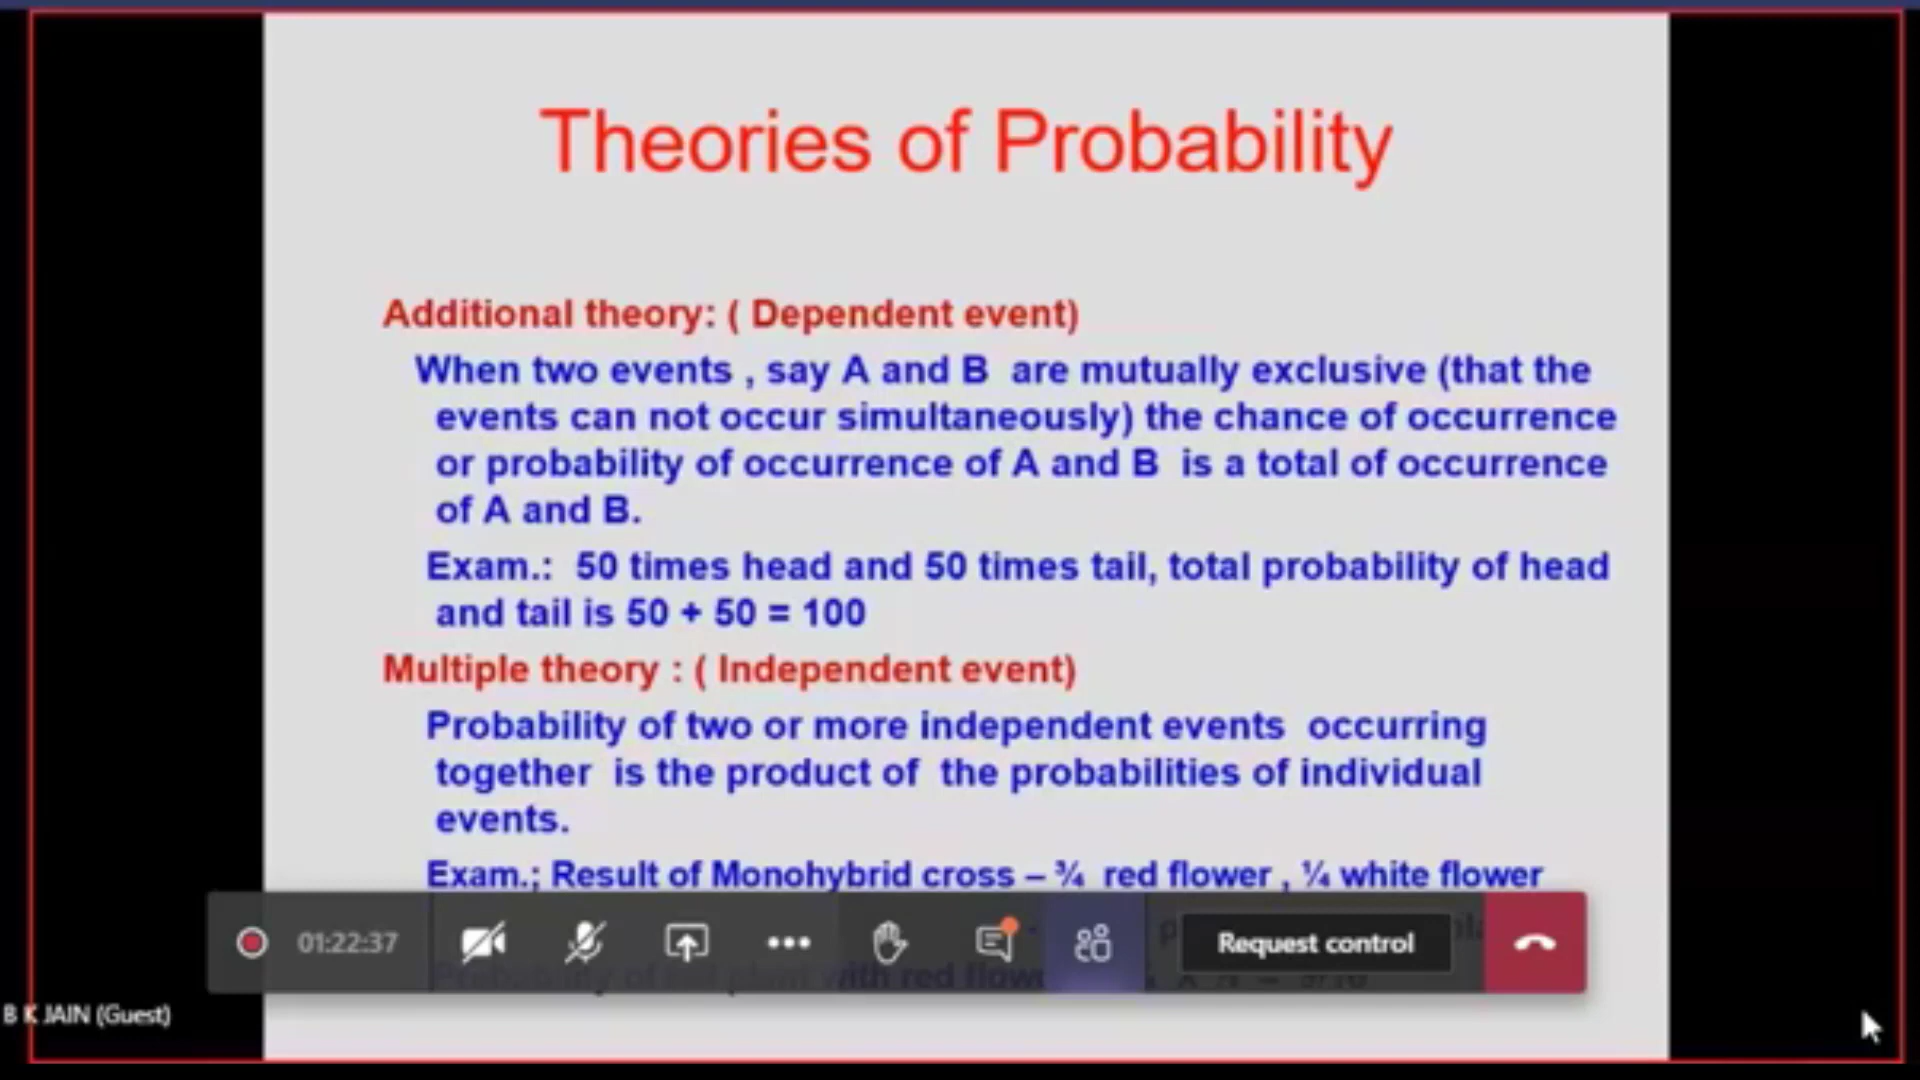 Theories of Probability
Additional theory: ( Dependent event)
When two events , say A and B are mutually exclusive (that the
events can not occur simultaneously) the chance of occurrence
or probability of occurrence of A and B is a total of occurrence
of A and B.
Exam.: 50 times head and 50 times tail, total probability of head
and tail is 50 + 50 = 100
Multiple theory : ( Independent event)
Probability of two or more independent events occurring
together is the product of the probabilities of individual
events.
Exam.; Result of Monohybrid cross – ¾ red flower , ¼ white flower
01:22:37
Request control
Probability of plant with red
B K JAIN (Guest)